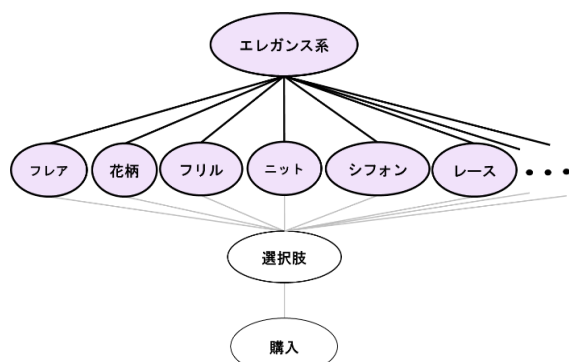 エレガンス系
フレア
花柄
フリル
ニット
シフォン
レース
・・・
選択肢
購入